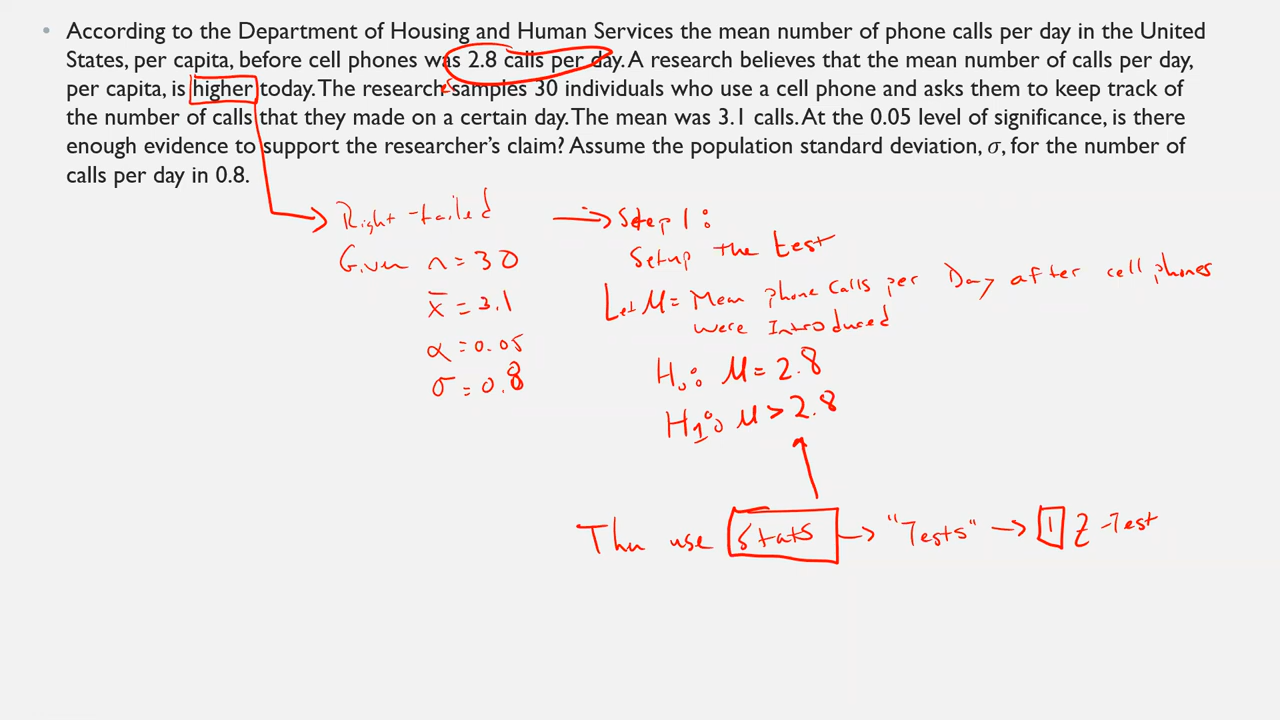 • According to the Department of Housing and Human Services the mean number of phone calls per day in the United
States, per capita, before cell phones was 2.8 calls per day. A research believes that the mean number of calls per day,
per capita, is higher today. The research samples 30 individuals who use a cell phone and asks them to keep track of
the number of calls that they made on a certain day. The mean was 3.1 calls. At the 0.05 level of significance, is there
enough evidence to support the researcher's claim? Assume the population standard deviation, σ, for the number of
calls per day in 0.8.
Right-tailed
Given n = 30
x̄ = 3.1
α = 0.05
σ = 0.8
→ Step 1:
Setup the test
Let μ = Mean phone calls per Day after cell phones
were Introduced
H₀: μ = 2.8
H₁: μ > 2.8
use Stats → "Tests" → 1 Z-Test